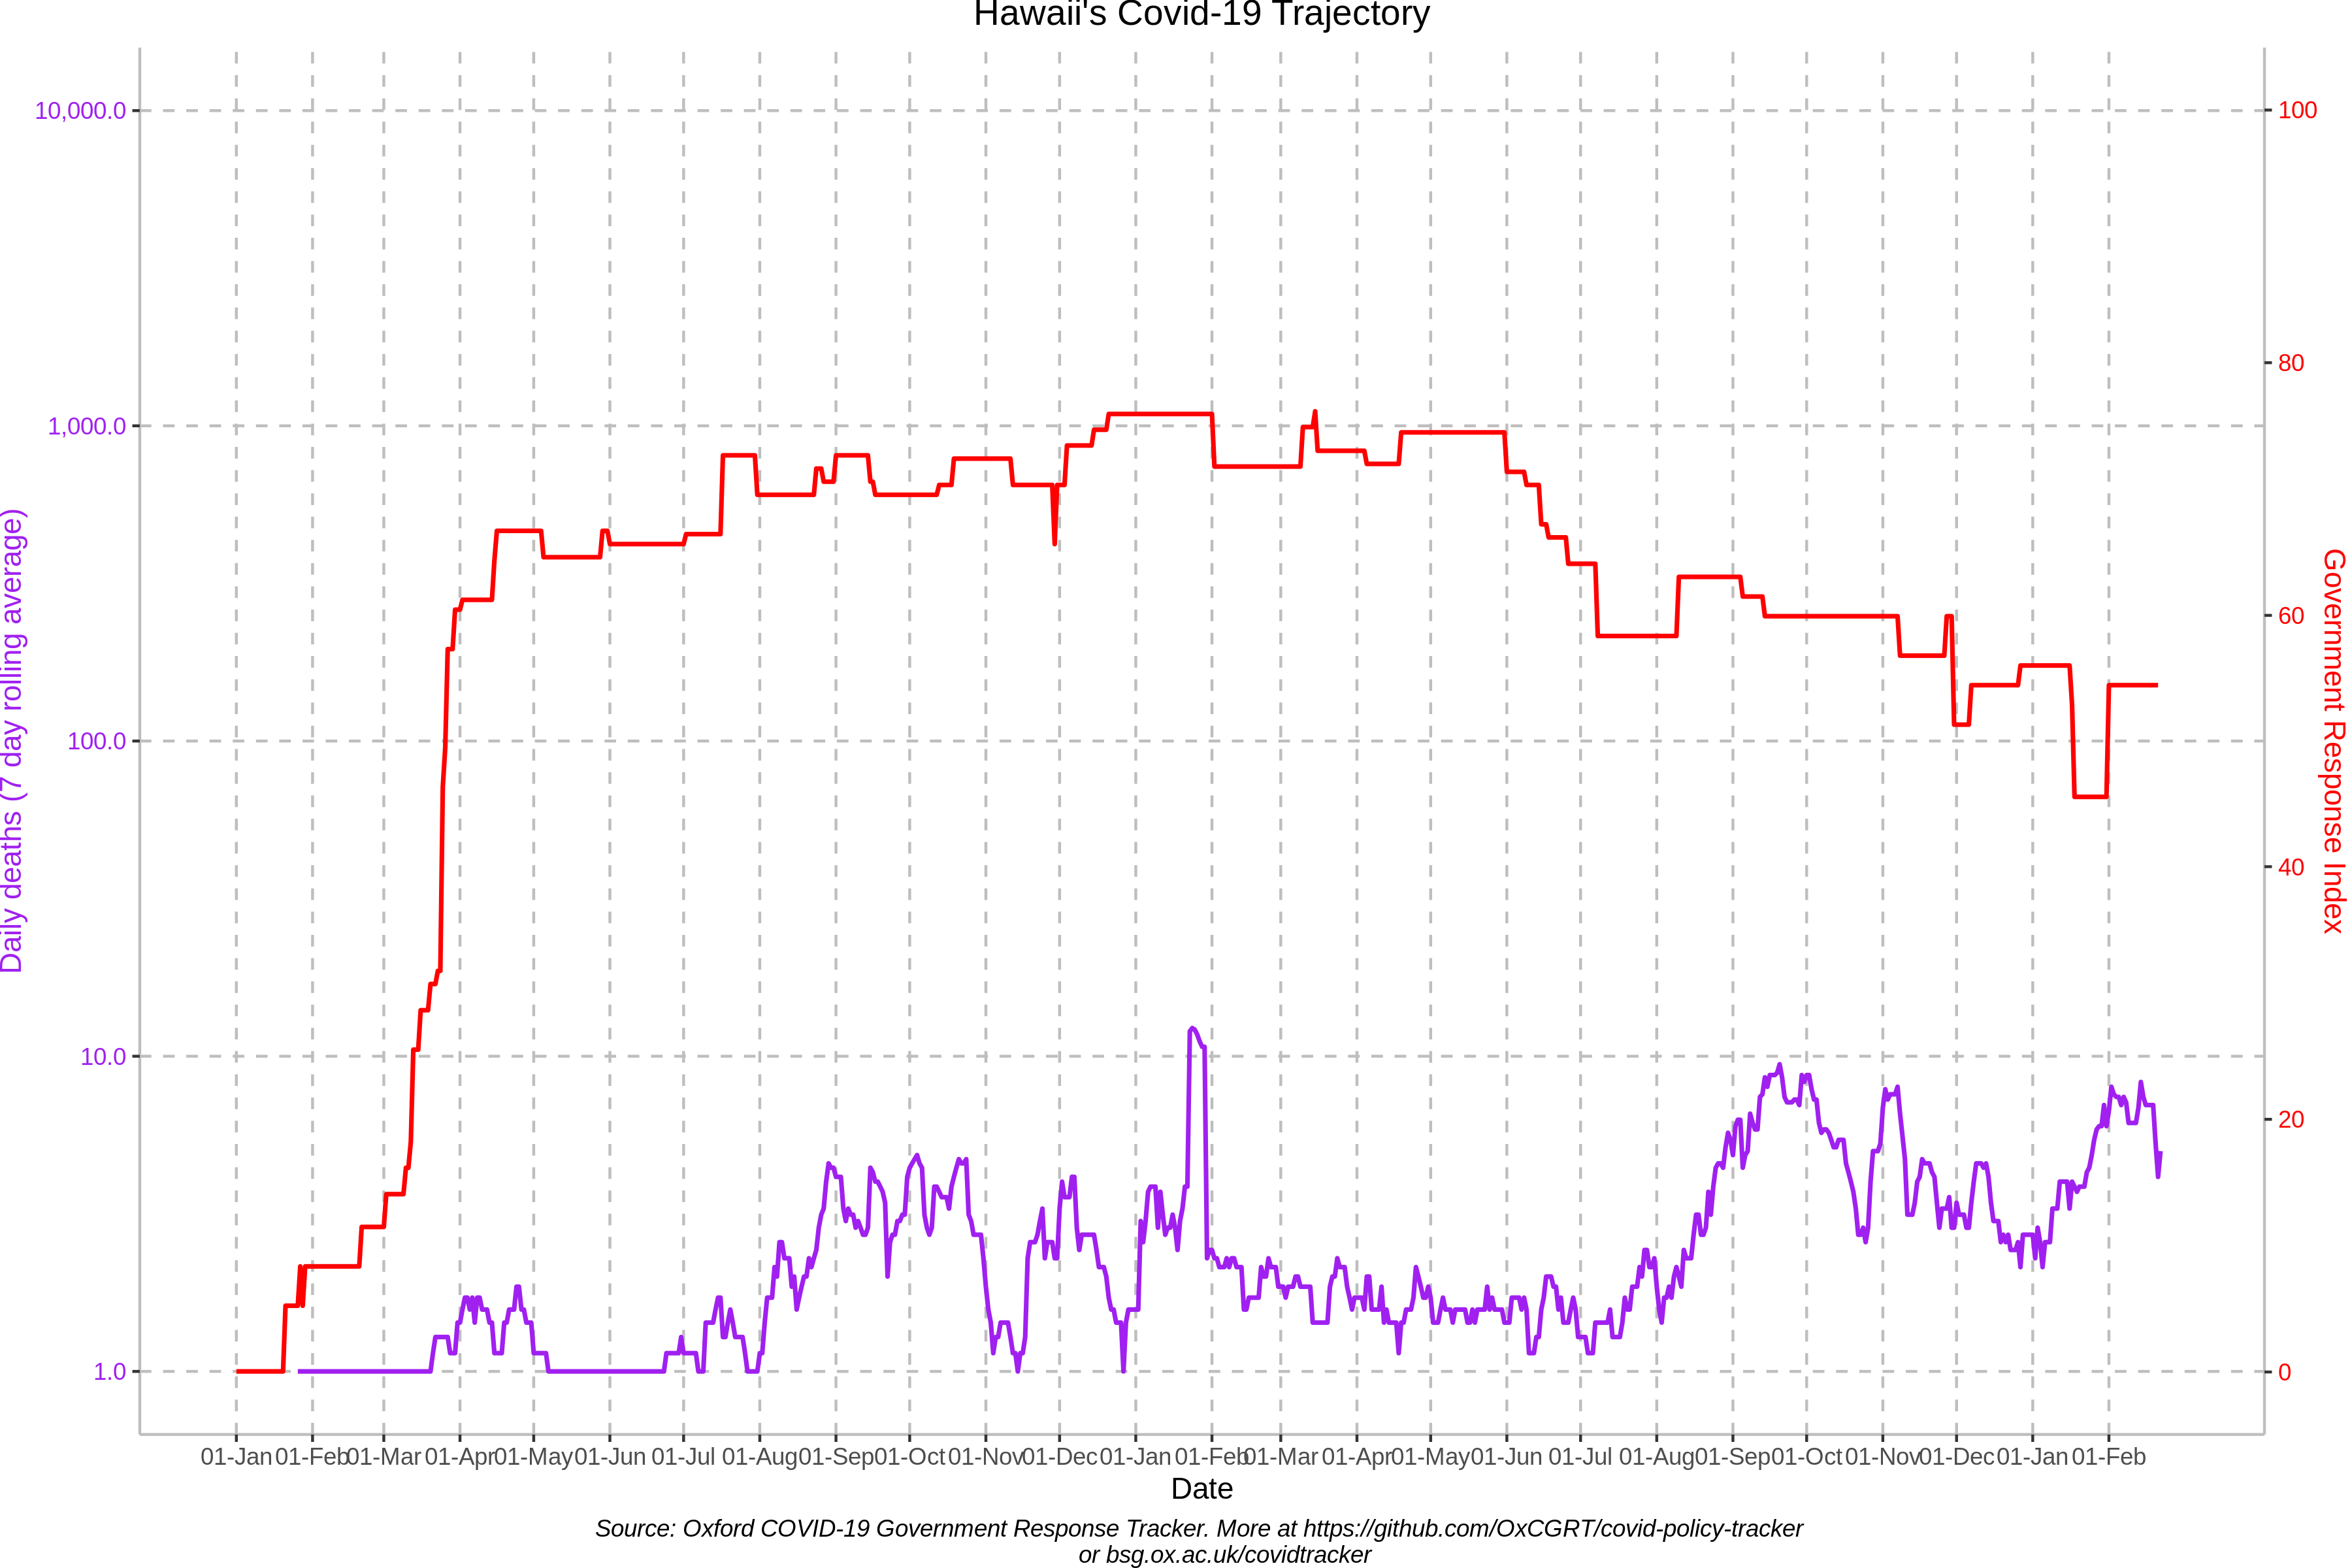 Hawaii's Covid-19 Trajectory
10,000.0
1,000.0
100.0
10.0
1.0
Daily deaths (7 day rolling average)
100
80
60
40
20
0
Government Response Index
01-Jan 01-Feb 01-Mar 01-Apr 01-May 01-Jun 01-Jul 01-Aug 01-Sep 01-Oct 01-Nov 01-Dec 01-Jan 01-Feb 01-Mar 01-Apr 01-May 01-Jun 01-Jul 01-Aug 01-Sep 01-Oct 01-Nov 01-Dec 01-Jan 01-Feb
Date
Source: Oxford COVID-19 Government Response Tracker. More at https://github.com/OxCGRT/covid-policy-tracker
or bsg.ox.ac.uk/covidtracker